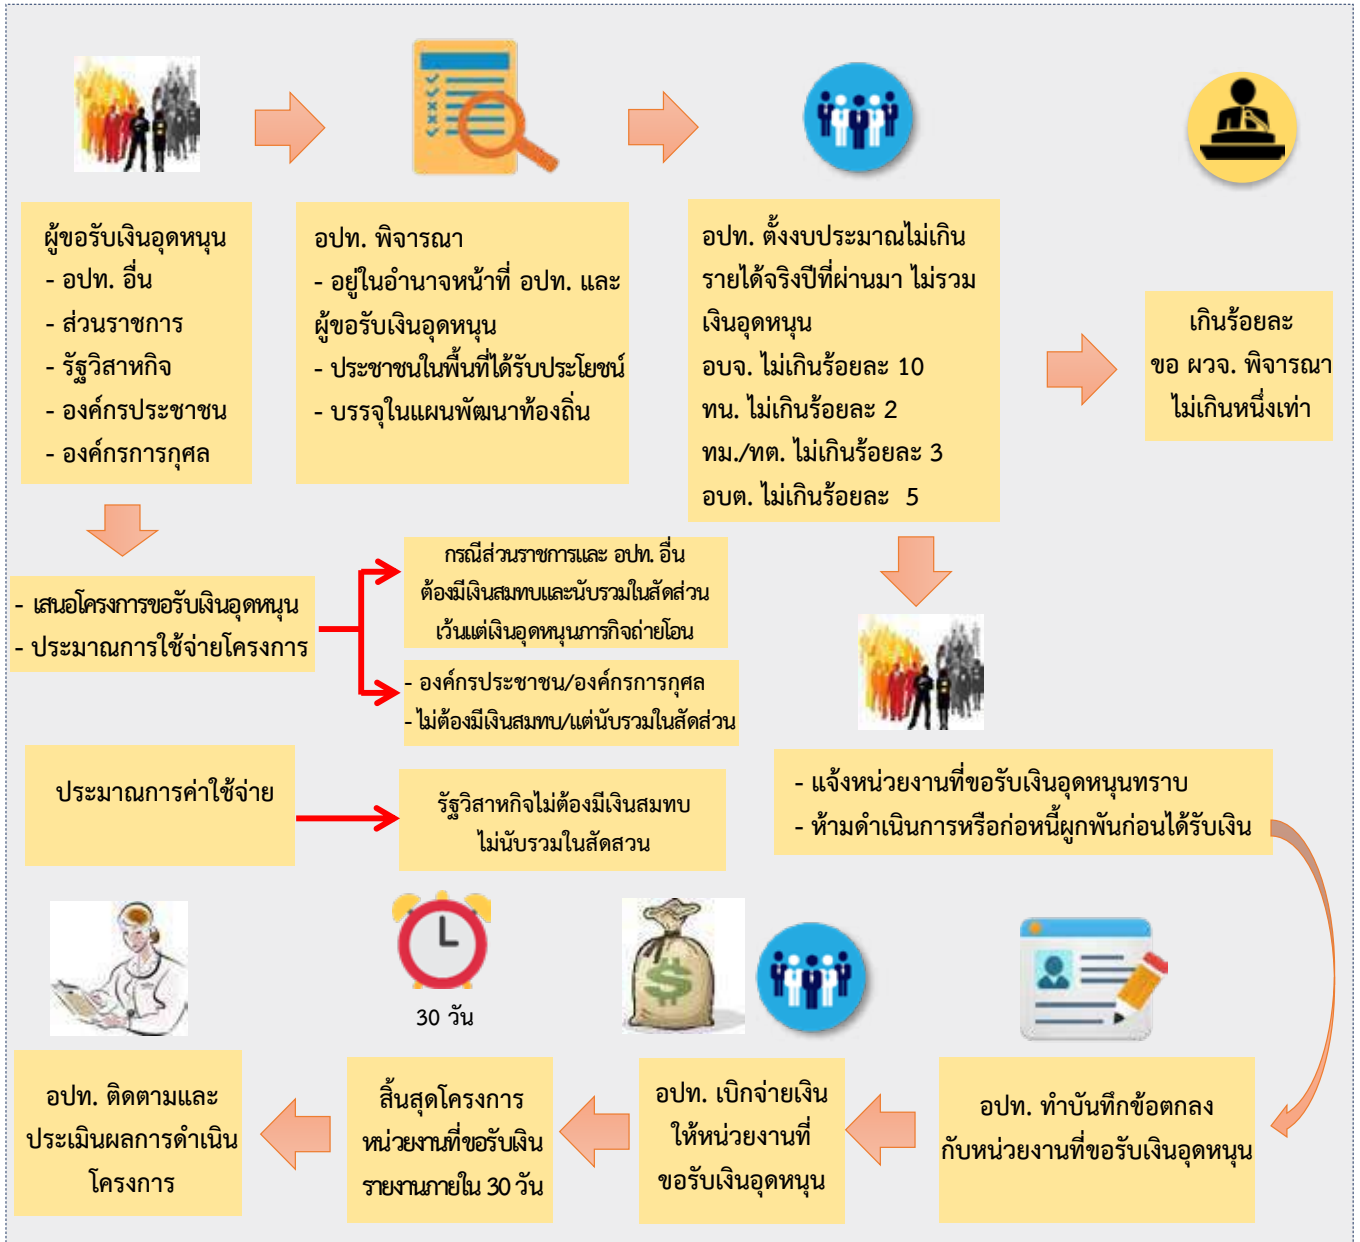 ผู้ขอรับเงินอุดหนุน
- อปท. อื่น
- ส่วนราชการ
- รัฐวิสาหกิจ
- องค์กรประชาชน
- องค์กรการกุศล
อปท. พิจารณา
- อยู่ในอำนาจหน้าที่ อปท. และ
ผู้ขอรับเงินอุดหนุน
- ประชาชนในพื้นที่ได้รับประโยชน์
- บรรจุในแผนพัฒนาท้องถิ่น
อปท. ตั้งงบประมาณไม่เกิน
รายได้จริงปีที่ผ่านมา ไม่รวม
เงินอุดหนุน
อบจ. ไม่เกินร้อยละ 10
ทน. ไม่เกินร้อยละ 2
ทม./ทต. ไม่เกินร้อยละ 3
อบต. ไม่เกินร้อยละ 5
เกินร้อยละ
ขอ ผวจ. พิจารณา
ไม่เกินหนึ่งเท่า
- เสนอโครงการขอรับเงินอุดหนุน
- ประมาณการใช้จ่ายโครงการ
กรณีส่วนราชการและ อปท. อื่น
ต้องมีเงินสมทบและนับรวมในสัดส่วน
เว้นแต่เงินอุดหนุนภารกิจถ่ายโอน
- องค์กรประชาชน/องค์กรการกุศล
- ไม่ต้องมีเงินสมทบ/แต่นับรวมในสัดส่วน
ประมาณการค่าใช้จ่าย
รัฐวิสาหกิจไม่ต้องมีเงินสมทบ
ไม่นับรวมในสัดสวน
- แจ้งหน่วยงานที่ขอรับเงินอุดหนุนทราบ
- ห้ามดำเนินการหรือก่อหนี้ผูกพันก่อนได้รับเงิน
30 วัน
อปท. ติดตามและ
ประเมินผลการดำเนิน
โครงการ
สิ้นสุดโครงการ
หน่วยงานที่ขอรับเงิน
รายงานภายใน 30 วัน
อปท. เบิกจ่ายเงิน
ให้หน่วยงานที่
ขอรับเงินอุดหนุน
อปท. ทำบันทึกข้อตกลง
กับหน่วยงานที่ขอรับเงินอุดหนุน